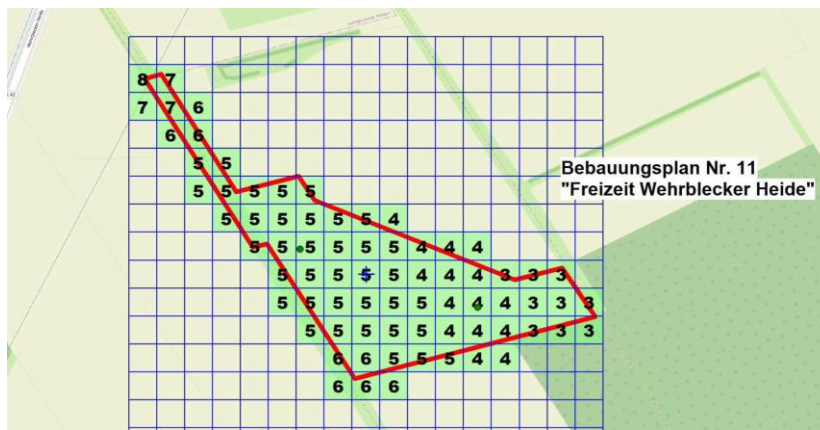 8 7
7 7 6
6 6
5 5
Bebauungsplan Nr. 11
"Freizeit Wehrblecker Heide"
5 5 5 5 5
5 5 5 5 5 5 4
5 5 5 5 5 5 4 4 4
5 5 5 5 5 4 4 4 3 3 3
5 5 5 5 5 5 4 4 4 3 3 3
5 5 5 5 5 4 4 4 3 3 3
6 6 5 5 5 4 4
6 6 6